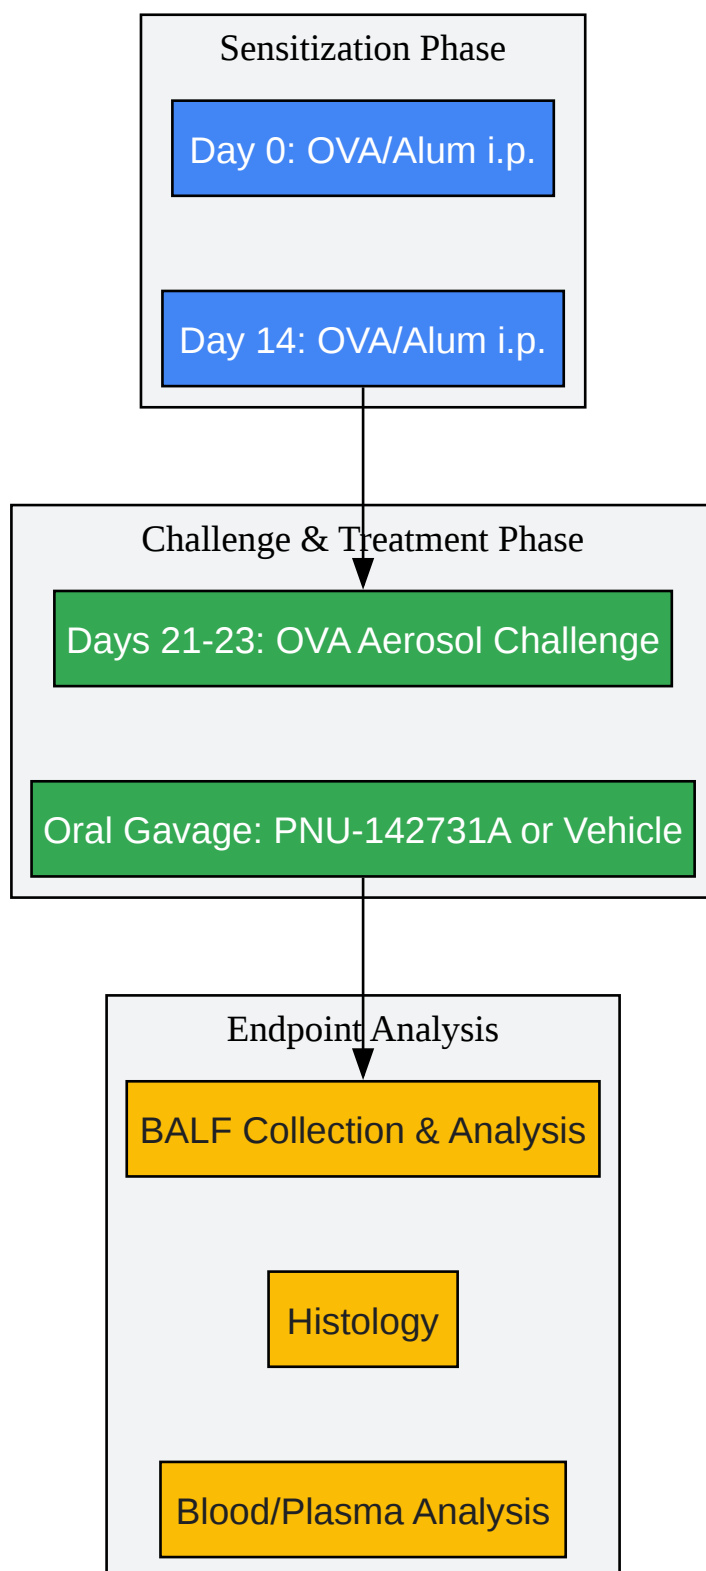 Sensitization Phase
Day 0: OVA/Alum i.p.
Day 14: OVA/Alum i.p.
Challenge & Treatment Phase
Days 21-23: OVA Aerosol Challenge
Oral Gavage: PNU-142731A or Vehicle
Endpoint Analysis
BALF Collection & Analysis
Histology
Blood/Plasma Analysis